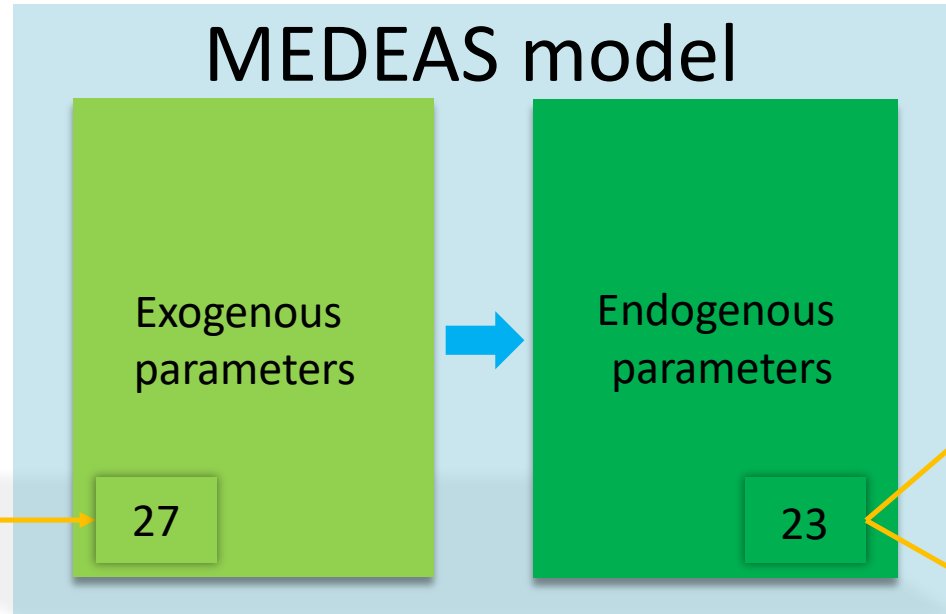 MEDEAS model
Exogenous
parameters
27
Endogenous
parameters
23